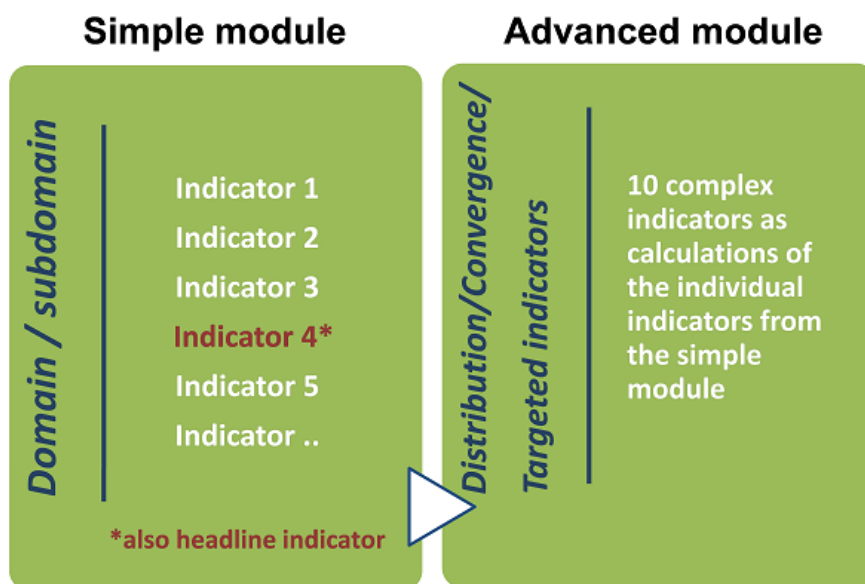 Simple module
Domain / subdomain
Indicator 1
Indicator 2
Indicator 3
Indicator 4*
Indicator 5
Indicator ..
*also headline indicator
Advanced module
Distribution/Convergence/
Targeted indicators
10 complex
indicators as
calculations of
the individual
indicators from
the simple
module